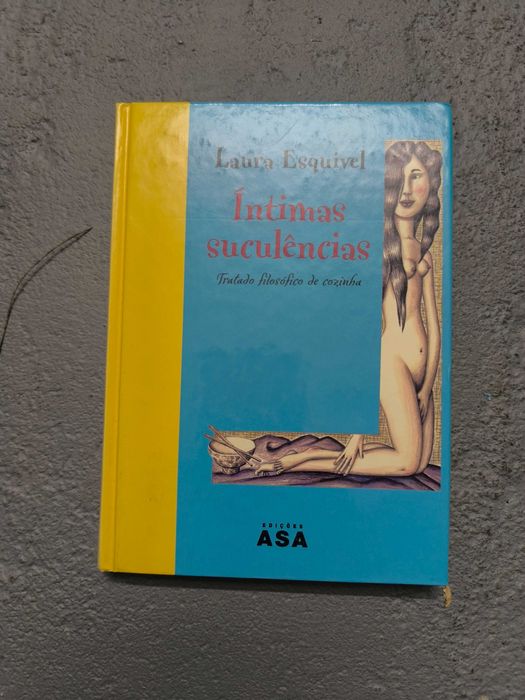 Laura Esquivel
Íntimas
suculências
Tratado filosófico de cozinha
EDIÇÕES
ASA